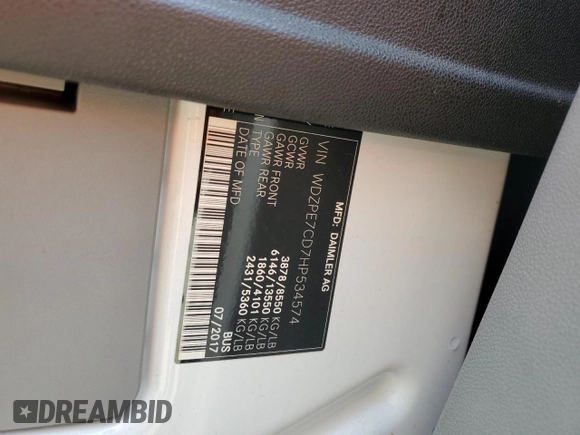 MFD: DAIMLER AG
VIN WDZPE7CD7HP534574
GVWR 3878/8550 KG/LB
GCWR 6146/13550 KG/LB
GAWR FRONT 1860/4101 KG/LB
GAWR REAR 2431/5360 KG/LB
TYPE BUS
DATE OF MFD 07/2017
DREAMBID